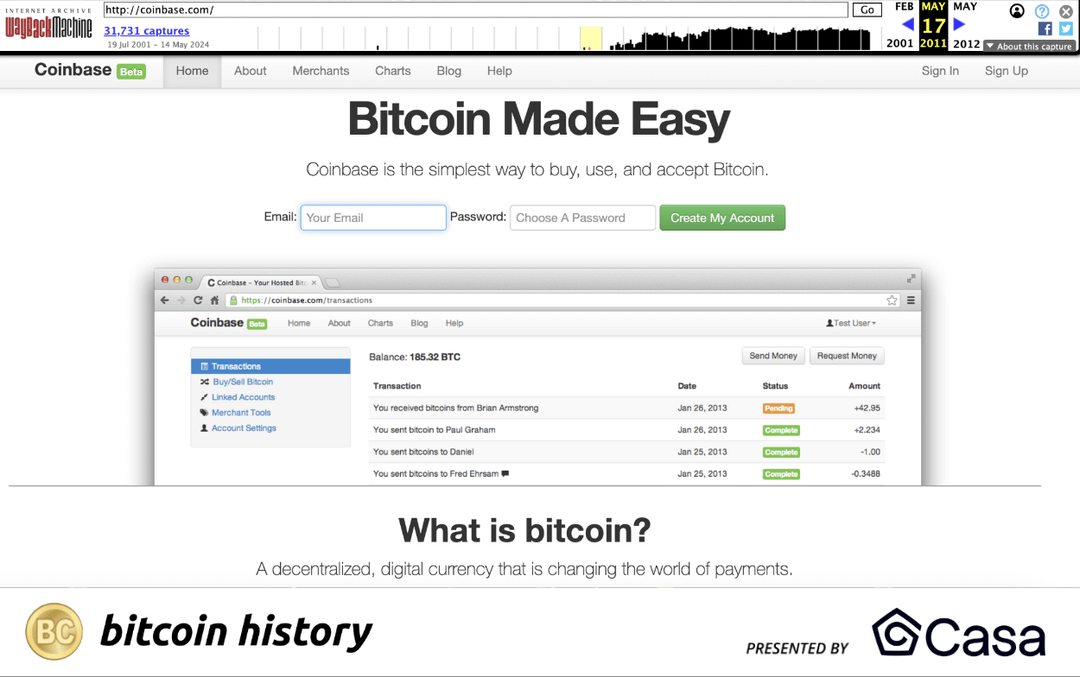 INTERNET ARCHIVE
WayBackMachine
http://coinbase.com/ Go
31,731 captures
19 Jul 2001 – 14 May 2024
FEB MAY MAY
17
2001 2011 2012
About this capture
Coinbase Beta Home About Merchants Charts Blog Help Sign In Sign Up
Bitcoin Made Easy
Coinbase is the simplest way to buy, use, and accept Bitcoin.
Email: Your Email Password: Choose A Password Create My Account
Coinbase - Your Hosted Bit
https://coinbase.com/transactions
Coinbase Beta Home About Charts Blog Help Test User
Transactions
Buy/Sell Bitcoin
Linked Accounts
Merchant Tools
Account Settings
Balance: 185.32 BTC Send Money Request Money
Transaction Date Status Amount
You received bitcoins from Brian Armstrong Jan 26, 2013 Pending +42.95
You sent bitcoin to Paul Graham Jan 26, 2013 Complete +2.234
You sent bitcoins to Daniel Jan 25, 2013 Complete -1.00
You sent bitcoins to Fred Ehrsam Jan 25, 2013 Complete -0.3488
What is bitcoin?
A decentralized, digital currency that is changing the world of payments.
BC bitcoin history PRESENTED BY Casa